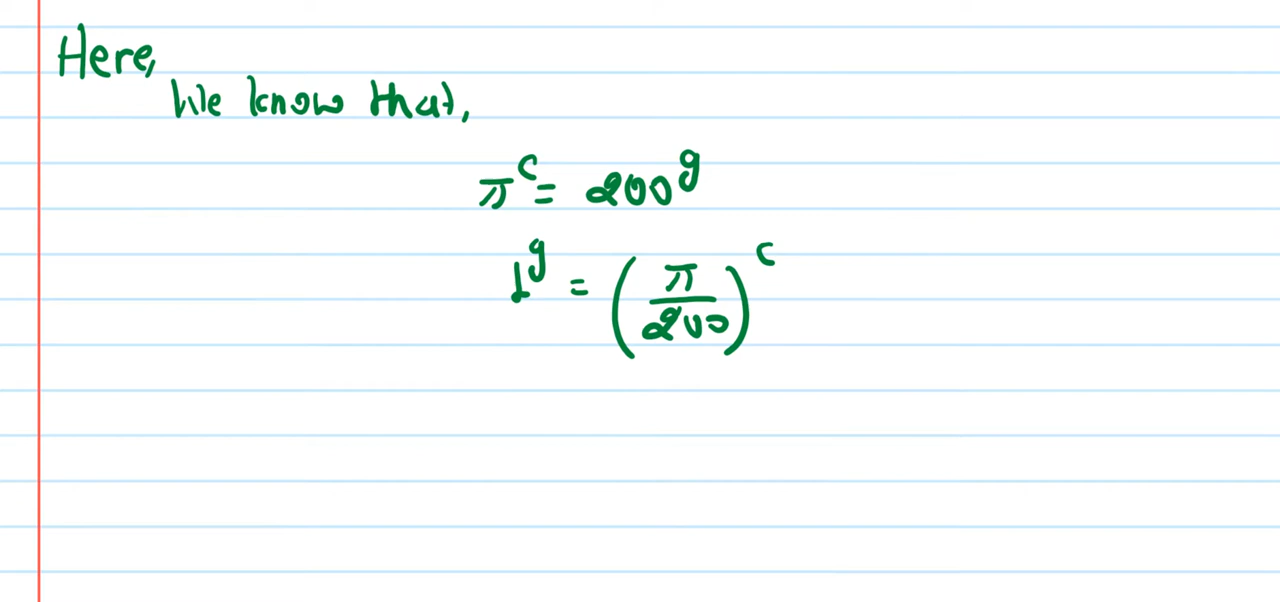 Here,
We know that,
π^c = 200^g
1^g = (π/200)^c